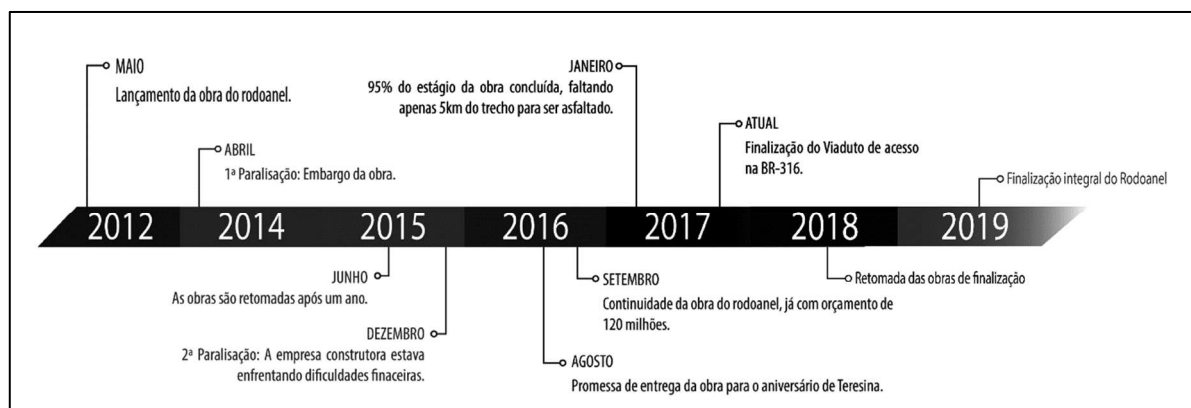 MAIO
Lançamento da obra do rodoanel.
ABRIL
1ª Paralisação: Embargo da obra.
JANEIRO
95% do estágio da obra concluída, faltando
apenas 5km do trecho para ser asfaltado.
ATUAL
Finalização do Viaduto de acesso
na BR-316.
Finalização integral do Rodoanel
2012 2014 2015 2016 2017 2018 2019
JUNHO
As obras são retomadas após um ano.
DEZEMBRO
2ª Paralisação: A empresa construtora estava
enfrentando dificuldades finaceiras.
SETEMBRO
Continuidade da obra do rodoanel, já com orçamento de
120 milhões.
AGOSTO
Promessa de entrega da obra para o aniversário de Teresina.
Retomada das obras de finalização